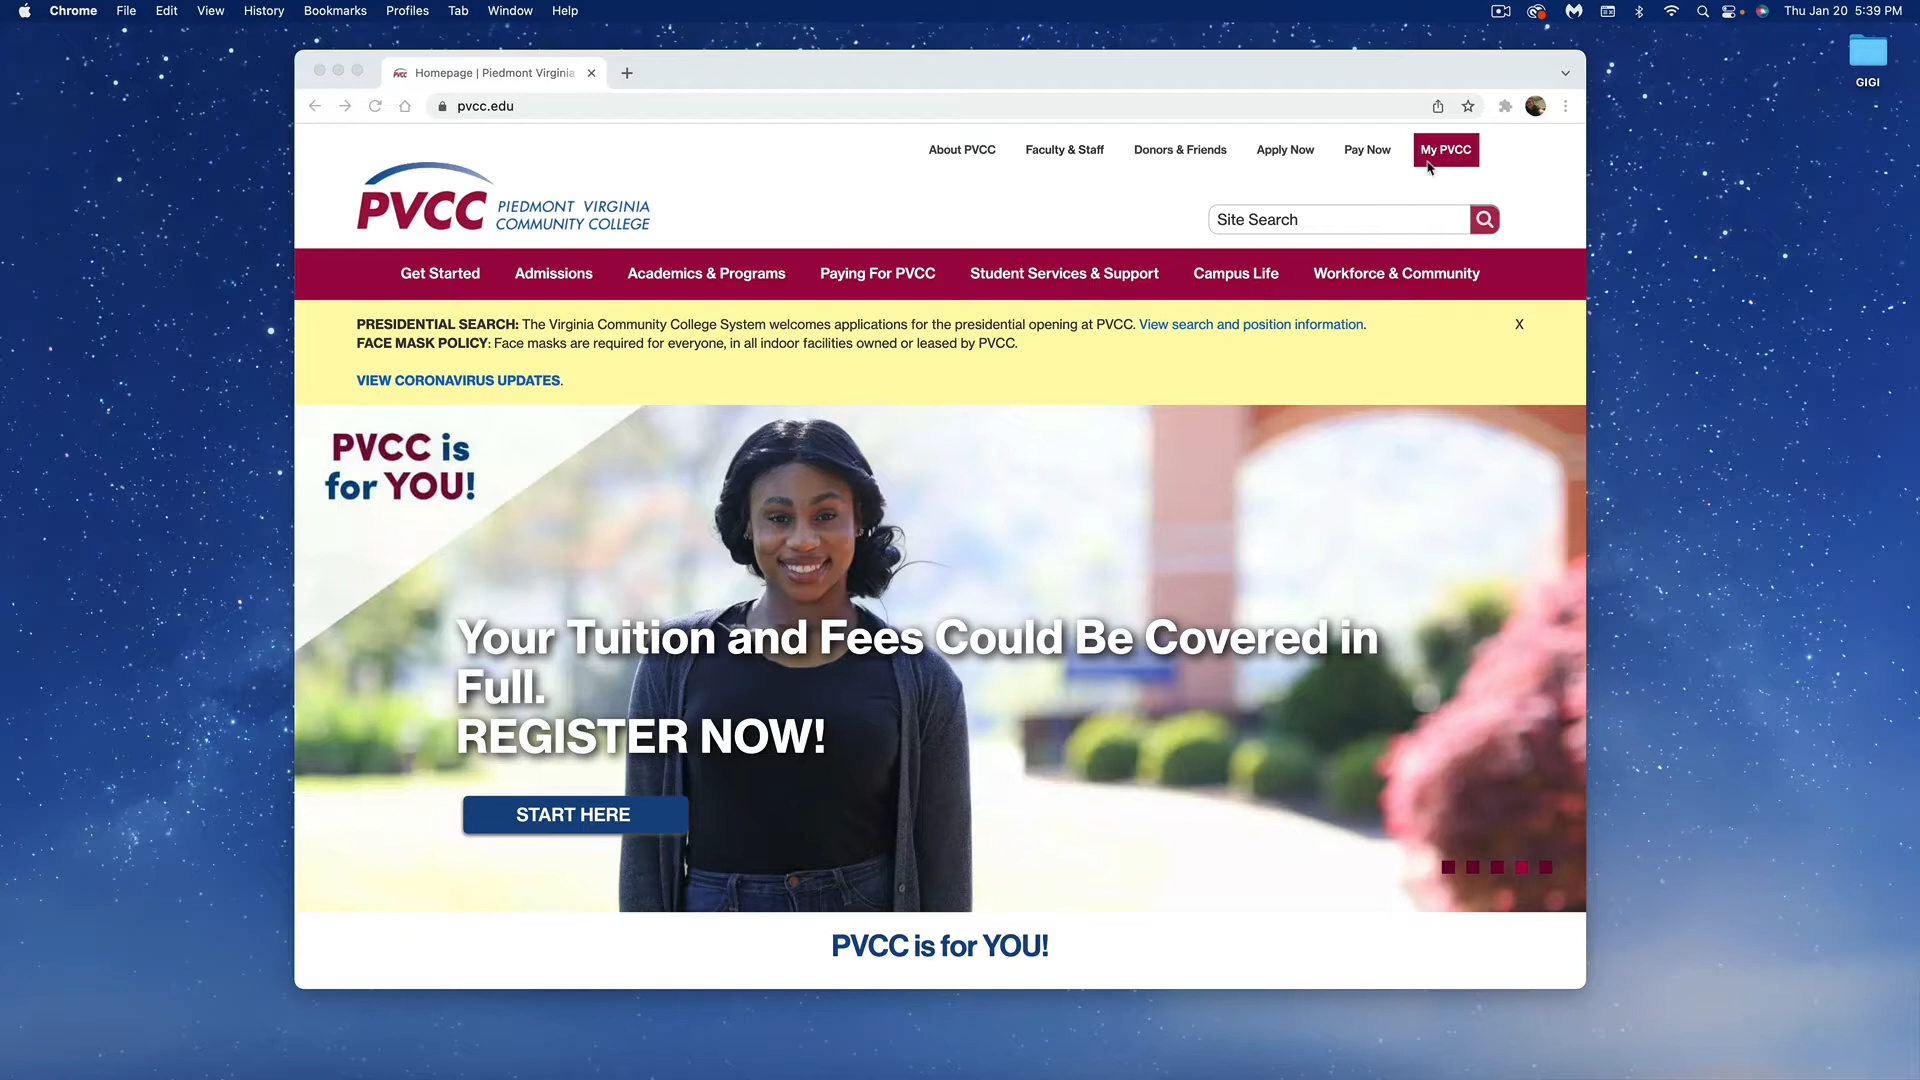 Chrome File Edit View History Bookmarks Profiles Tab Window Help Thu Jan 20 5:39 PM
GIGI
Homepage | Piedmont Virginia
pvcc.edu
About PVCC Faculty & Staff Donors & Friends Apply Now Pay Now My PVCC
PVCC PIEDMONT VIRGINIA
COMMUNITY COLLEGE
Site Search
Get Started Admissions Academics & Programs Paying For PVCC Student Services & Support Campus Life Workforce & Community
PRESIDENTIAL SEARCH: The Virginia Community College System welcomes applications for the presidential opening at PVCC. View search and position information. X
FACE MASK POLICY: Face masks are required for everyone, in all indoor facilities owned or leased by PVCC.
VIEW CORONAVIRUS UPDATES.
PVCC is
for YOU!
Your Tuition and Fees Could Be Covered in
Full.
REGISTER NOW!
START HERE
PVCC is for YOU!